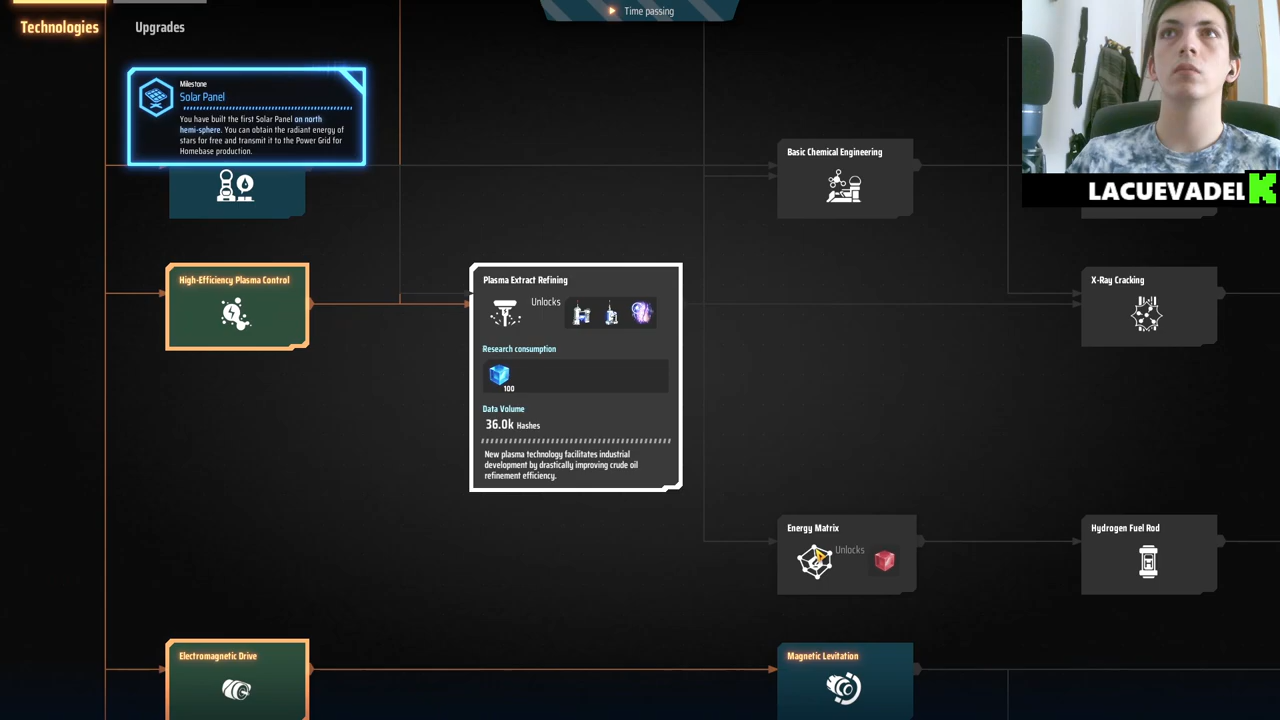 Technologies
Upgrades
Time passing
Milestone
Solar Panel
You have built the first Solar Panel on north
hemi-sphere. You can obtain the radiant energy of
stars for free and transmit it to the Power Grid for
Homebase production.
LACUEVADEL K
Basic Chemical Engineering
High-Efficiency Plasma Control
Plasma Extract Refining
Unlocks
Research consumption
100
Data Volume
36.0k Hashes
New plasma technology facilitates industrial
development by drastically improving crude oil
refinement efficiency.
X-Ray Cracking
Energy Matrix
Unlocks
Hydrogen Fuel Rod
Electromagnetic Drive
Magnetic Levitation